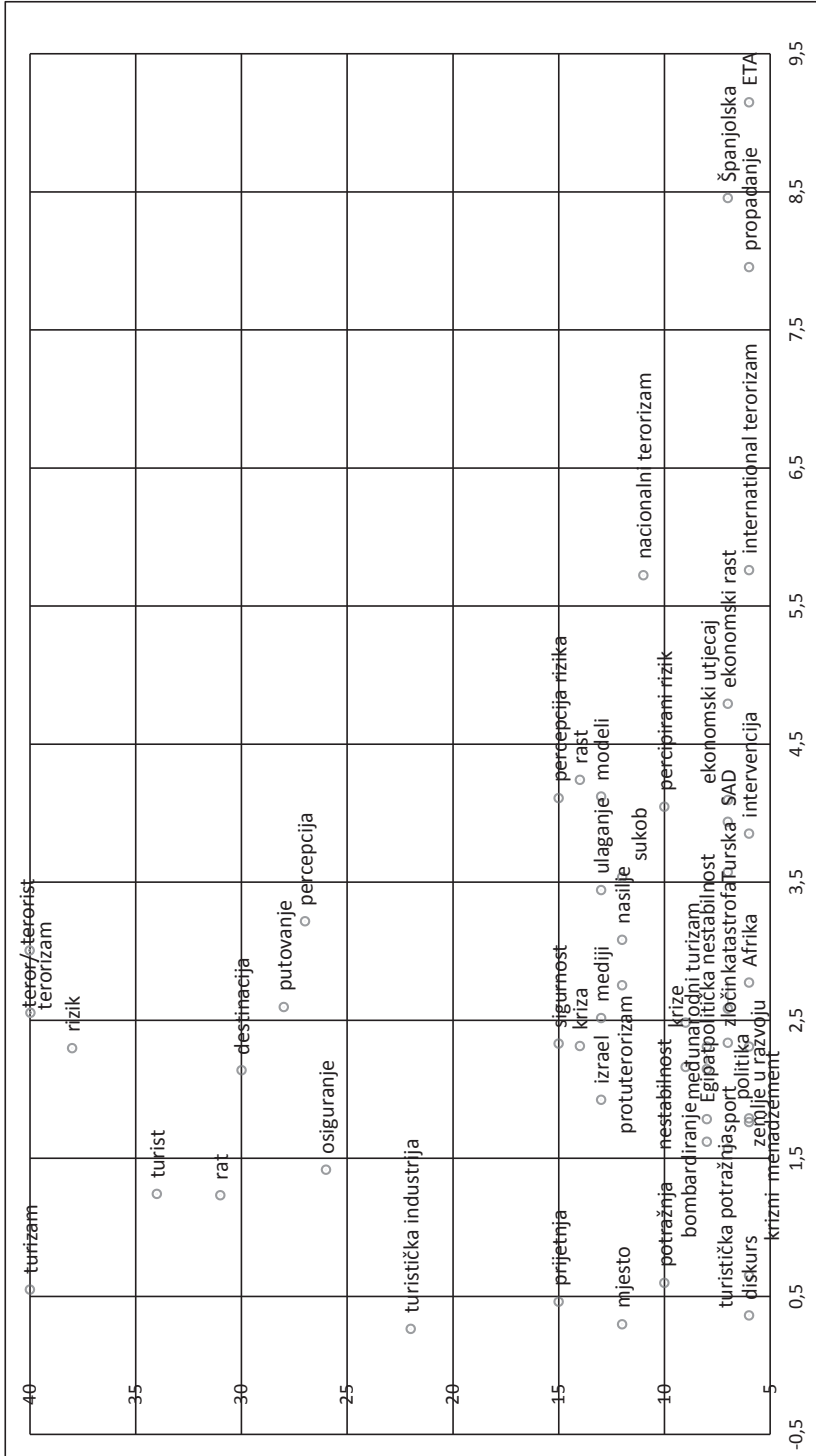 40
35
30
25
20
15
10
5
-0,5
0,5
1,5
2,5
3,5
4,5
5,5
6,5
7,5
8,5
9,5
turizam
teror/terorist
terorizam
rizik
turist
rat
destinacija
putovanje
percepcija
osiguranje
turistička industrija
prijetnja
sigurnost
percepcija rizika
kriza
rast
izrael
mediji
ulaganje
modeli
mjesto
protuterorizam
nasilje
sukob
nacionalni terorizam
potražnja
nestabilnost
krize
percipirani rizik
bombardiranje
međunalodni turizam
Egipat
politička nestabilnost
ekonomski utjecaj
turistička potražnja
sport
zločin
katastrofa
Turska
SAD
ekonomski rast
Španjolska
diskurs
politika
Afrika
intervencija
international terorizam
propadanje
ETA
zemlje u razvoju
krizni menadžement